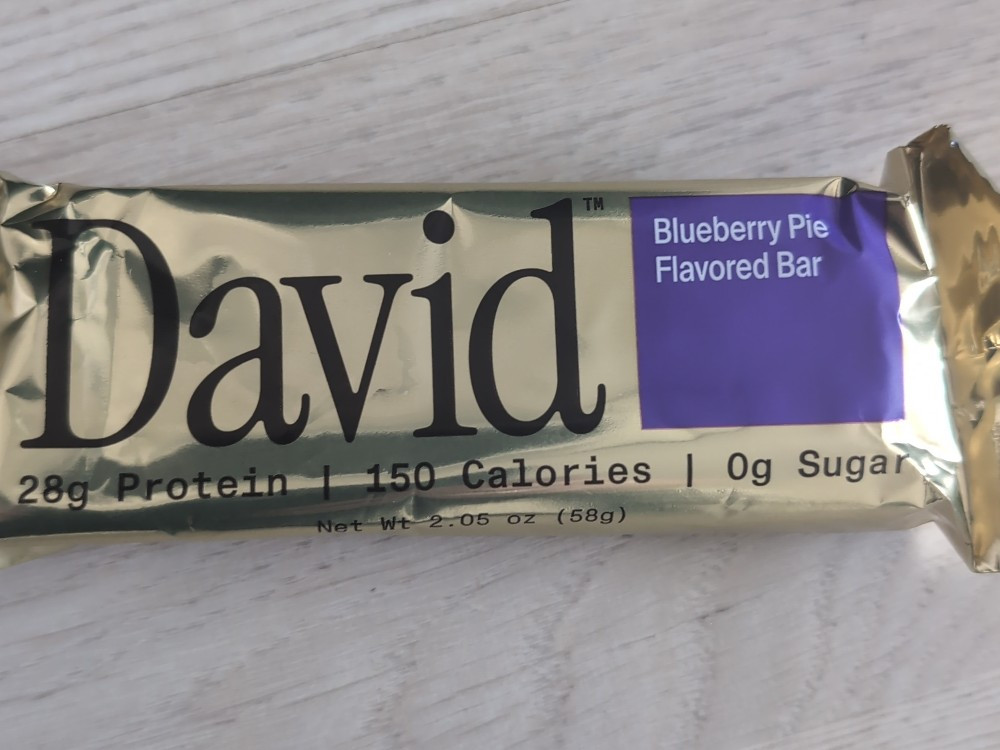 David™
Blueberry Pie
Flavored Bar
28g Protein | 150 Calories | 0g Sugar
Net Wt 2.05 oz (58g)